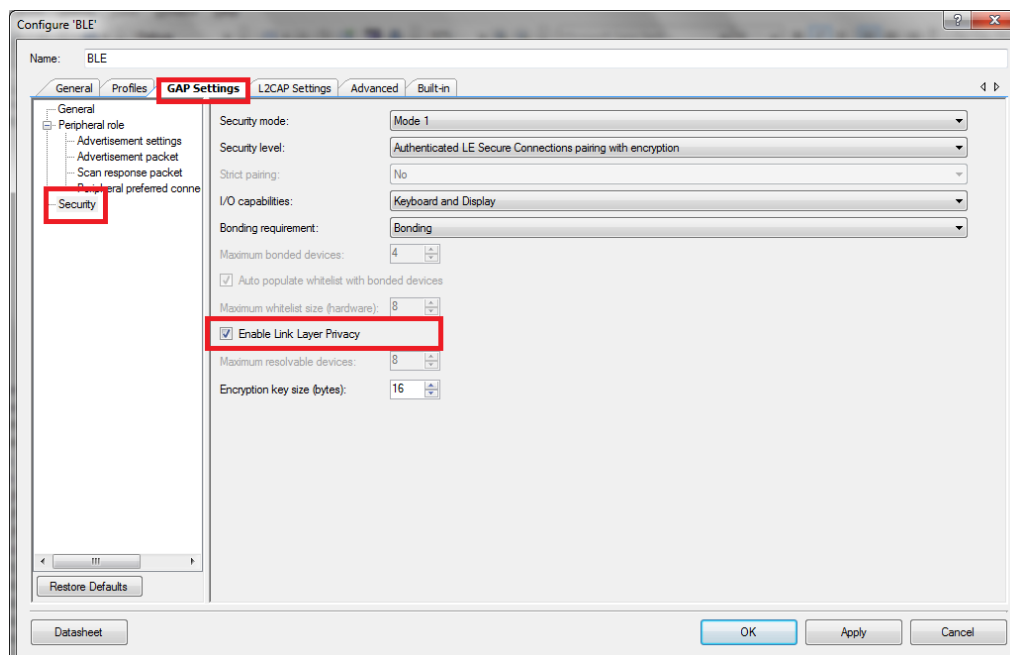 Configure 'BLE'
Name: BLE
General Profiles GAP Settings L2CAP Settings Advanced Built-in
General
Peripheral role
Advertisement settings
Advertisement packet
Scan response packet
Peripheral preferred conne
Security
Security mode: Mode 1
Security level: Authenticated LE Secure Connections pairing with encryption
Strict pairing: No
I/O capabilities: Keyboard and Display
Bonding requirement: Bonding
Maximum bonded devices: 4
Auto populate whitelist with bonded devices
Maximum whitelist size (hardware): 8
Enable Link Layer Privacy
Maximum resolvable devices: 8
Encryption key size (bytes): 16
Restore Defaults
Datasheet OK Apply Cancel